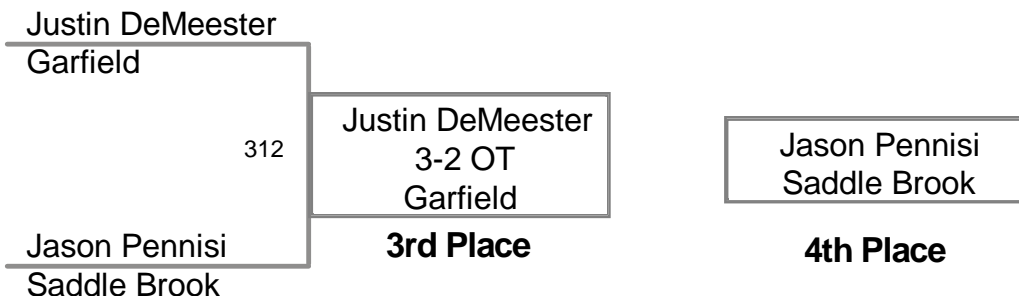 Justin DeMeester
Garfield
312
Jason Pennisi
Saddle Brook
Justin DeMeester
3-2 OT
Garfield
3rd Place
Jason Pennisi
Saddle Brook
4th Place